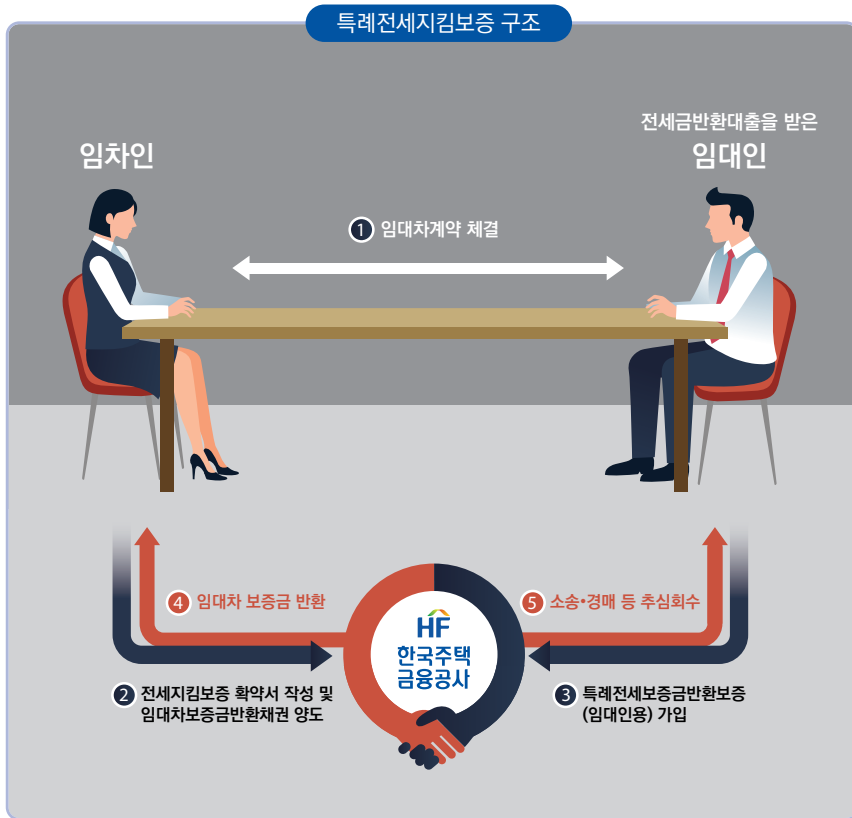 특례전세지킴보증 구조
전세금반환대출을 받은
임차인
임대인
1 임대차계약 체결
4 임대차 보증금 반환
5 소송•경매 등 추심회수
HF
한국주택
금융공사
2 전세지킴보증 확약서 작성 및
임대차보증금반환채권 양도
3 특례전세보증금반환보증
(임대인용) 가입